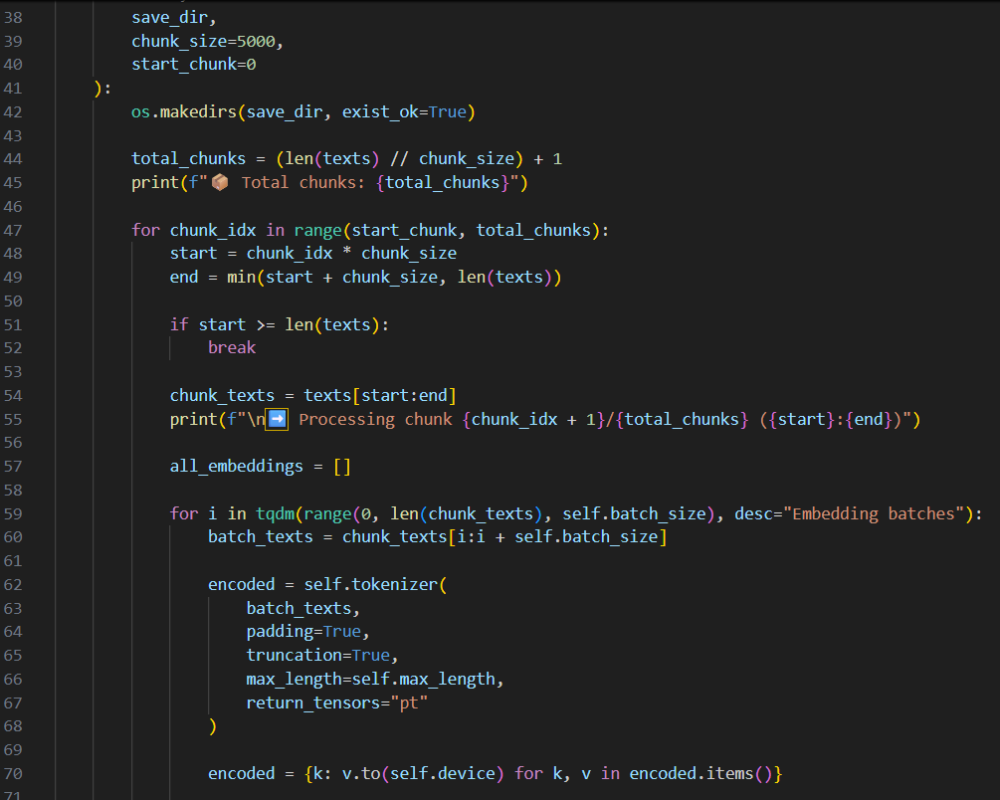 38 save_dir,
39 chunk_size=5000,
40 start_chunk=0
41 ):
42 os.makedirs(save_dir, exist_ok=True)
43
44 total_chunks = (len(texts) // chunk_size) + 1
45 print(f"📦 Total chunks: {total_chunks}")
46
47 for chunk_idx in range(start_chunk, total_chunks):
48 start = chunk_idx * chunk_size
49 end = min(start + chunk_size, len(texts))
50
51 if start >= len(texts):
52 break
53
54 chunk_texts = texts[start:end]
55 print(f"\n➡️ Processing chunk {chunk_idx + 1}/{total_chunks} ({start}:{end})")
56
57 all_embeddings = []
58
59 for i in tqdm(range(0, len(chunk_texts), self.batch_size), desc="Embedding batches"):
60 batch_texts = chunk_texts[i:i + self.batch_size]
61
62 encoded = self.tokenizer(
63 batch_texts,
64 padding=True,
65 truncation=True,
66 max_length=self.max_length,
67 return_tensors="pt"
68 )
69
70 encoded = {k: v.to(self.device) for k, v in encoded.items()}
71